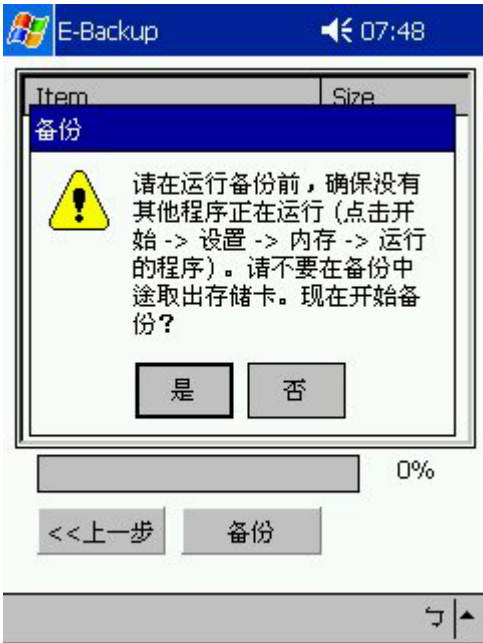 E-Backup 07:48
Item Size
备份
请在运行备份前，确保没有
其他程序正在运行 (点击开
始 -> 设置 -> 内存 -> 运行
的程序) 。请不要在备份中
途取出存储卡。现在开始备
份?
是 否
0%
<<上一步 备份
ㄅ